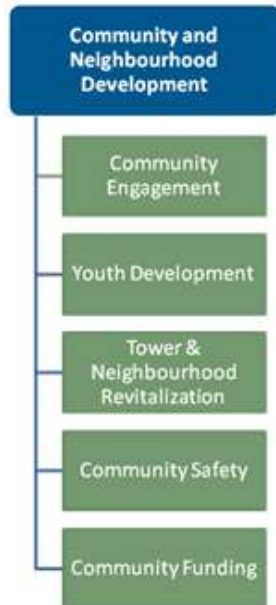 Community and
Neighbourhood
Development
Community
Engagement
Youth Development
Tower &
Neighbourhood
Revitalization
Community Safety
Community Funding